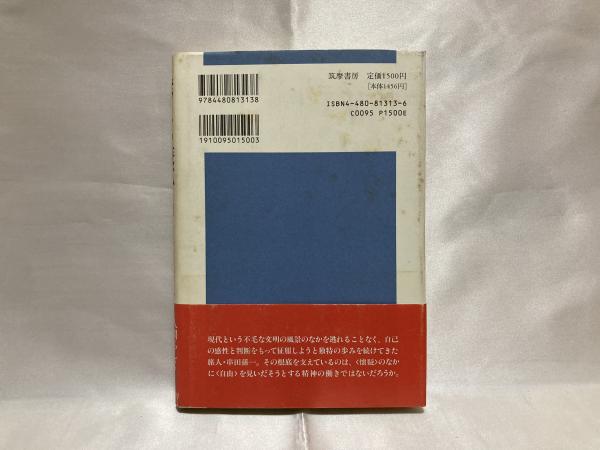 筑摩書房 定価1500円
[本体1456円]
9784480813138
ISBN4-480-81313-6
C0095 P1500E
1910095015003
現代という不毛な文明の風景のなかを逃れることなく、自己
の感性と判断をもって征服しようと独特の歩みを続けてきた
旅人・串田孫一。その根底を支えているのは、〈懐疑〉のなか
に〈自由〉を見いだそうとする精神の働きではないだろうか。